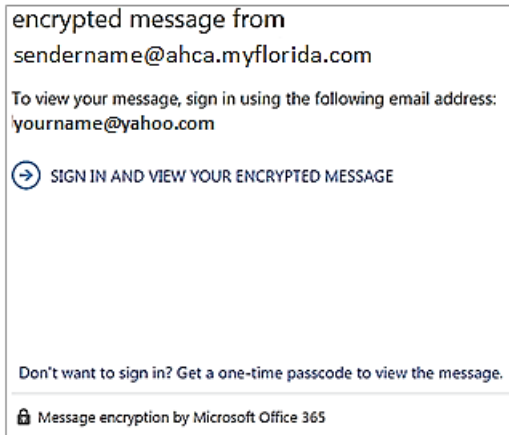 encrypted message from
sendername@ahca.myflorida.com
To view your message, sign in using the following email address:
yourname@yahoo.com
SIGN IN AND VIEW YOUR ENCRYPTED MESSAGE
Don't want to sign in? Get a one-time passcode to view the message.
Message encryption by Microsoft Office 365